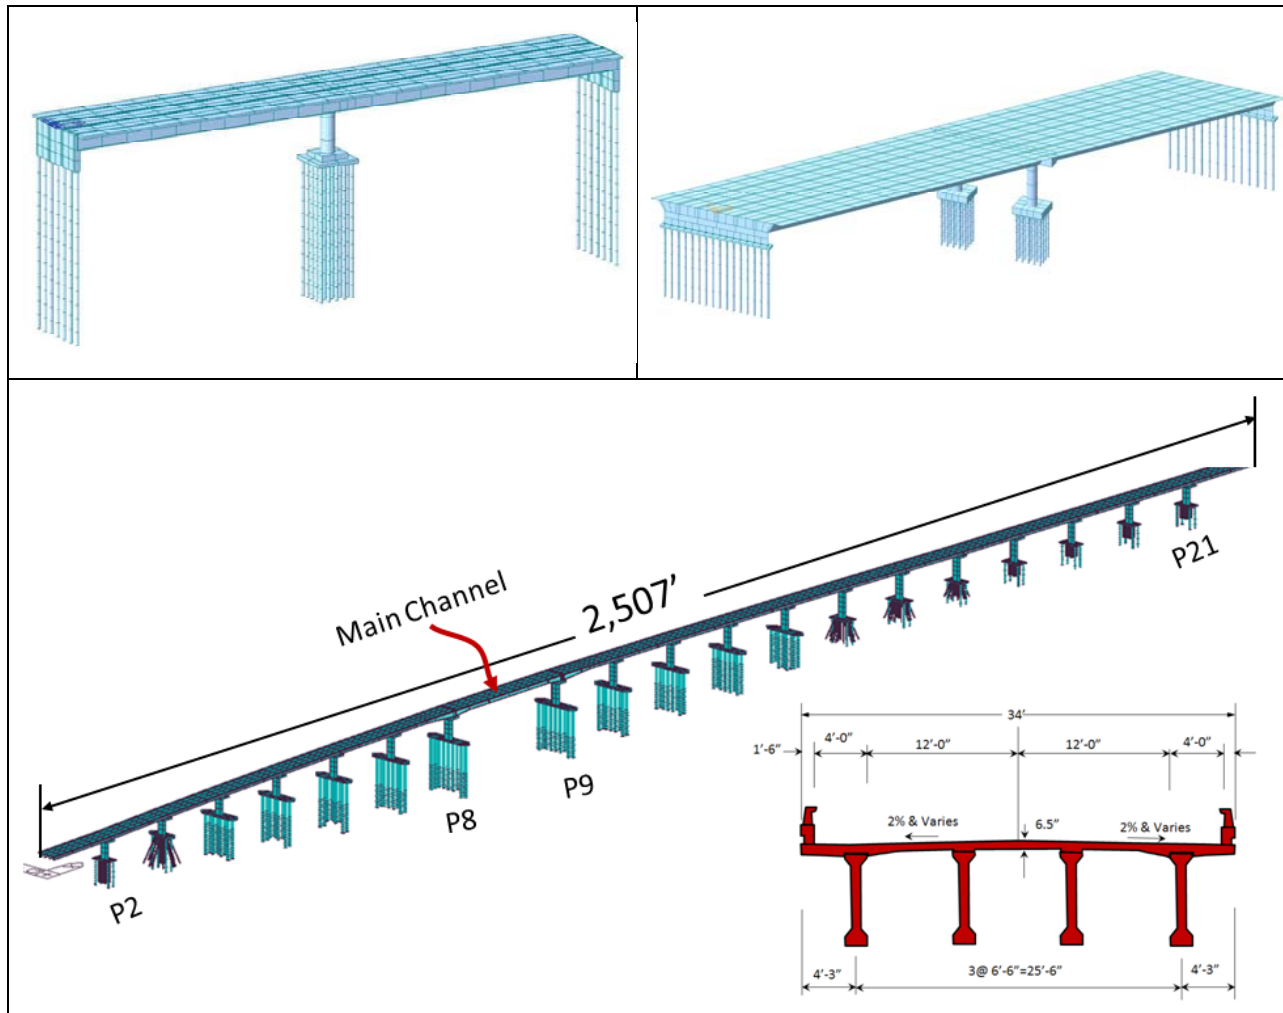 2,507’
Main Channel
P21
P8
P9
P2
34’
1’-6”
4’-0”
12’-0”
12’-0”
4’-0”
2% & Varies
6.5”
2% & Varies
4’-3”
3@ 6’-6”=25’-6”
4’-3”